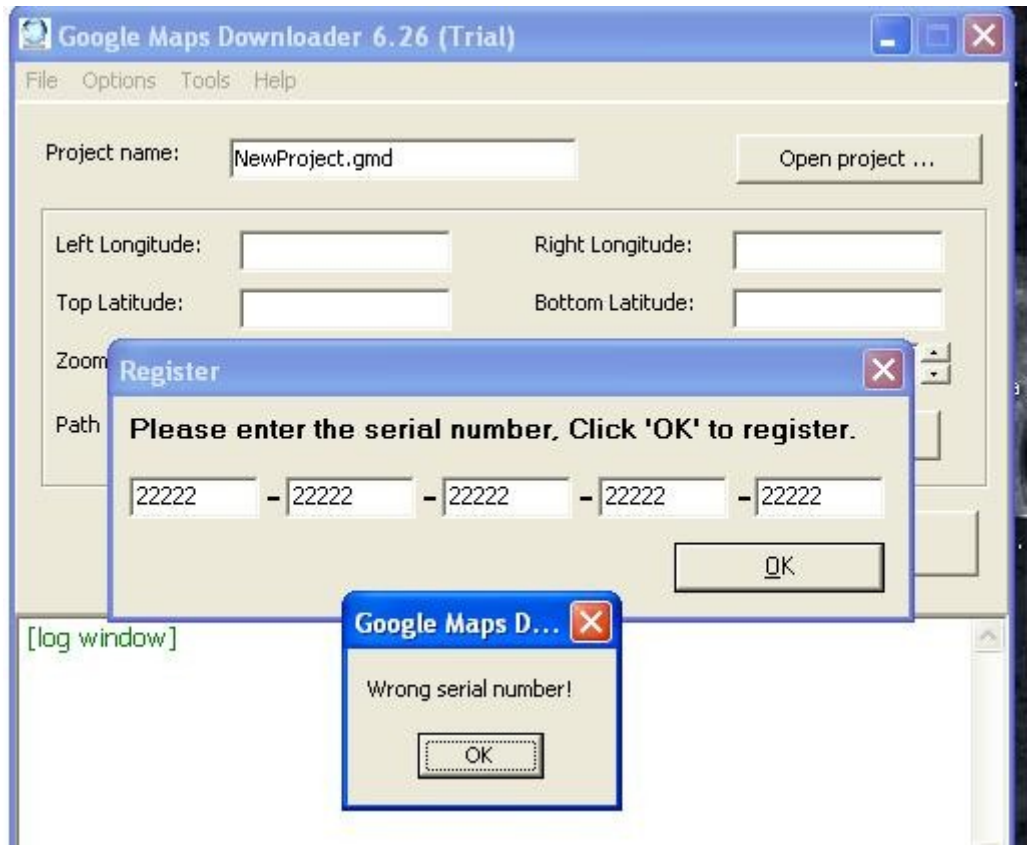 Google Maps Downloader 6.26 (Trial)
File Options Tools Help
Project name: NewProject.gmd Open project ...
Left Longitude: Right Longitude:
Top Latitude: Bottom Latitude:
Zoom
Register
Path
Please enter the serial number, Click 'OK' to register.
22222 - 22222 - 22222 - 22222 - 22222
OK
Google Maps D...
[log window]
Wrong serial number!
OK